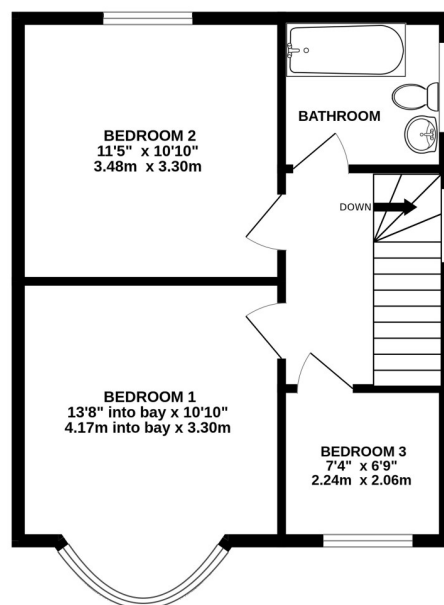 BEDROOM 2
11'5" x 10'10"
3.48m x 3.30m
BATHROOM
DOWN
BEDROOM 1
13'8" into bay x 10'10"
4.17m into bay x 3.30m
BEDROOM 3
7'4" x 6'9"
2.24m x 2.06m